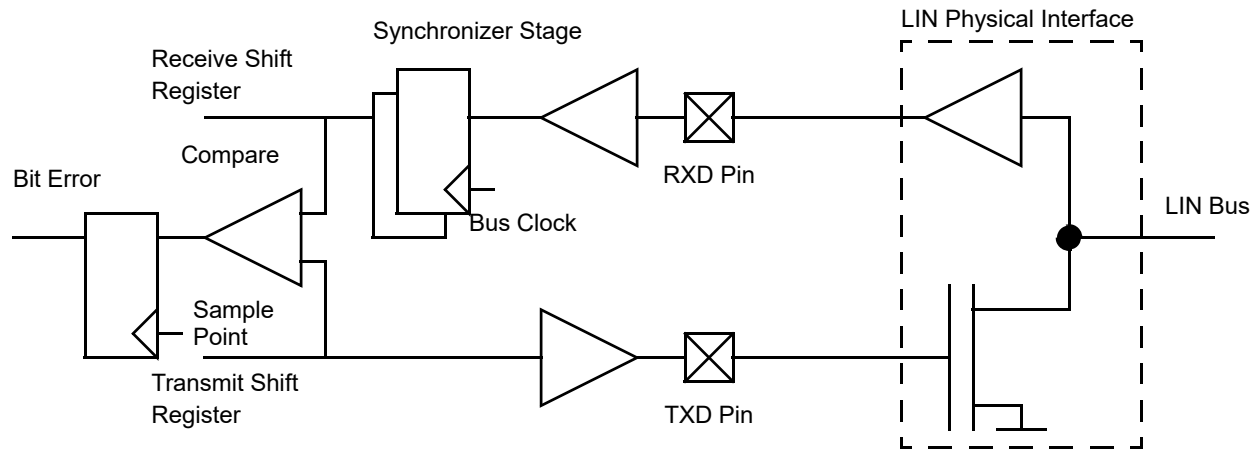 LIN Physical Interface
Synchronizer Stage
Receive Shift
Register
Compare
RXD Pin
Bit Error
Bus Clock
LIN Bus
Sample
Point
Transmit Shift
Register
TXD Pin